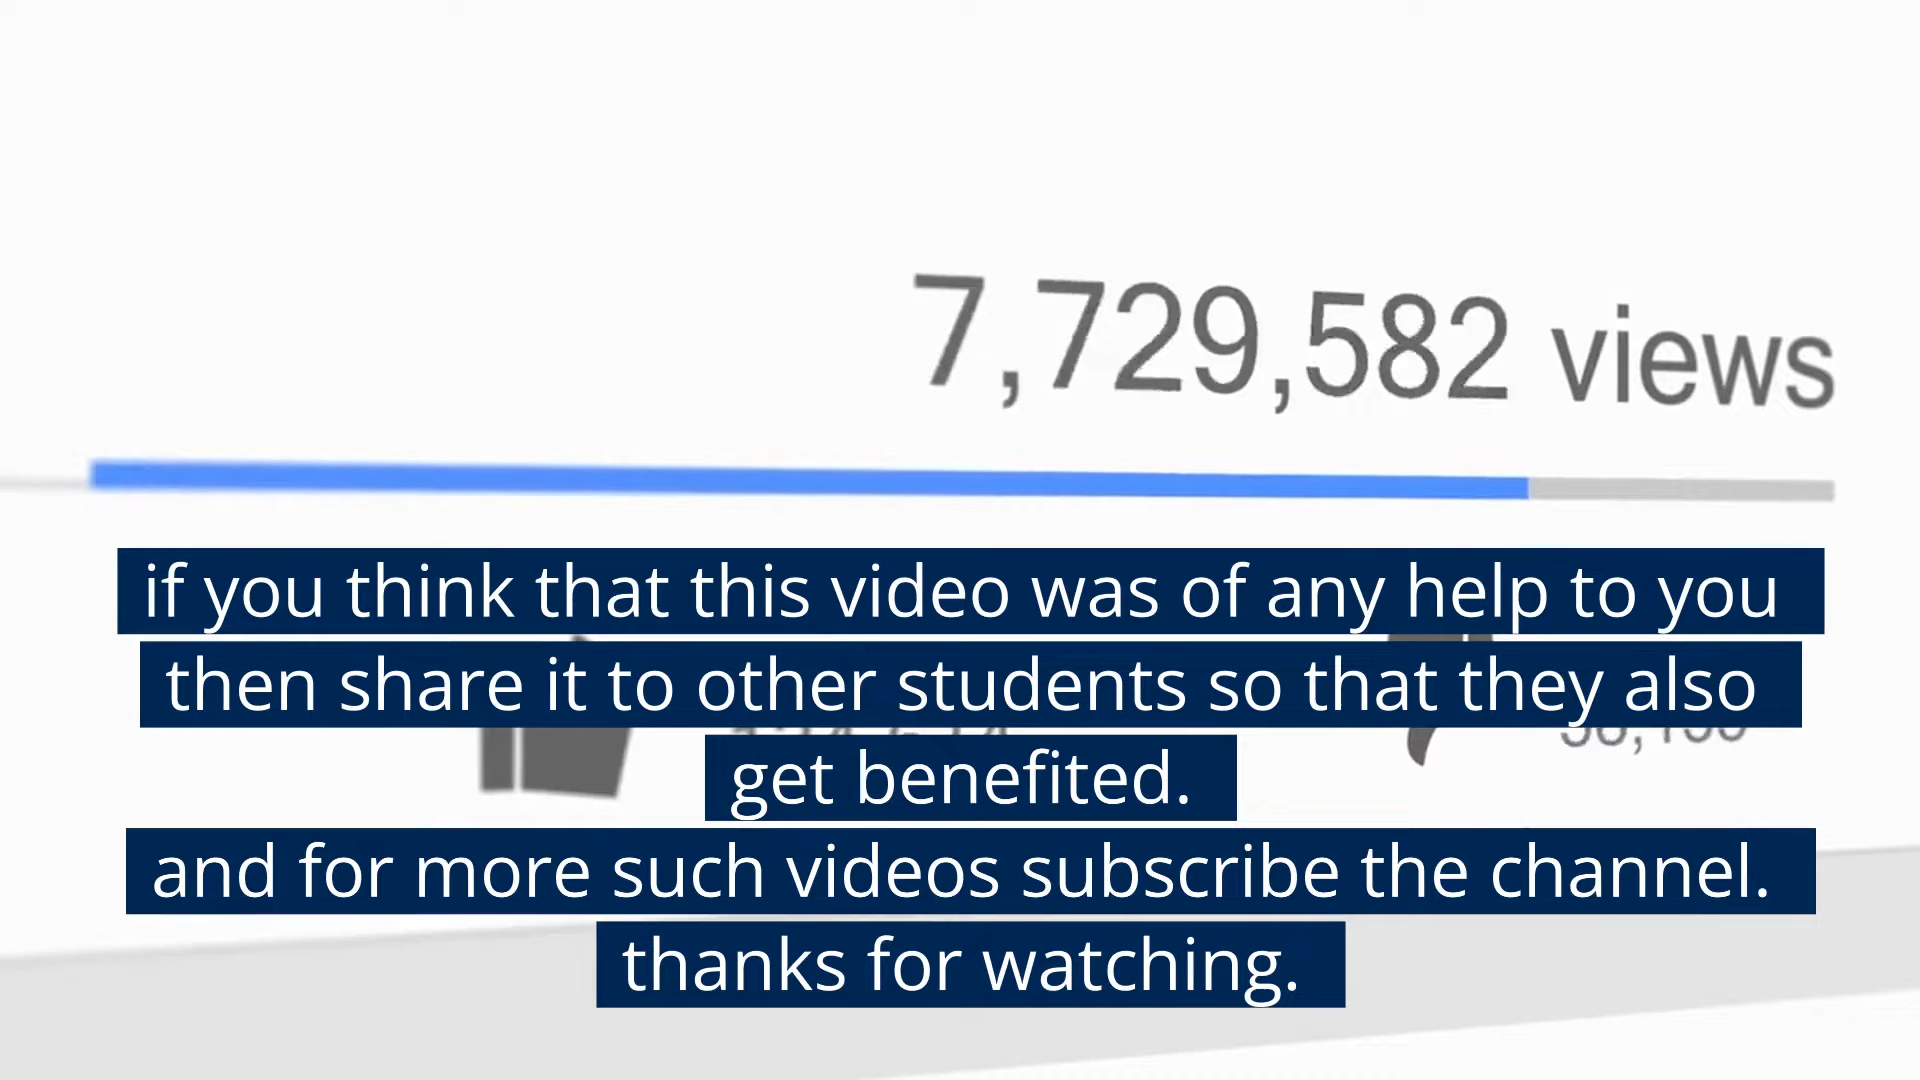 7,729,582 views
if you think that this video was of any help to you
then share it to other students so that they also
get benefited.
and for more such videos subscribe the channel.
thanks for watching.